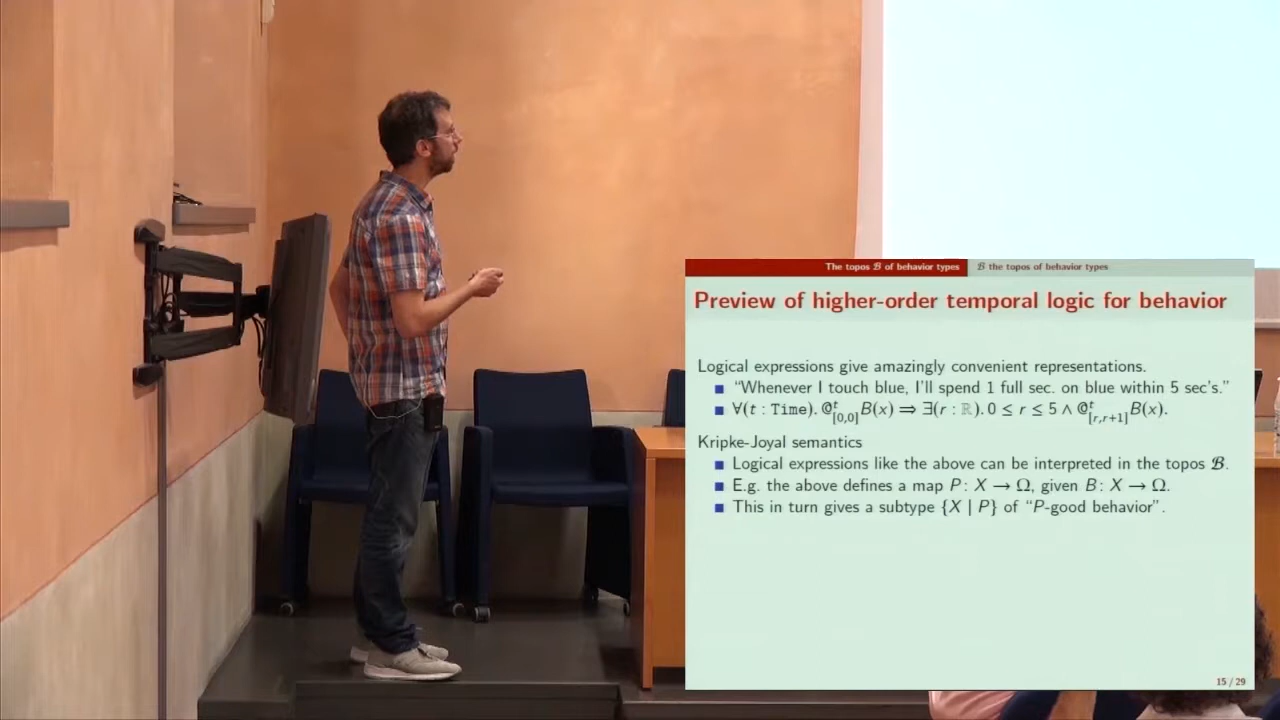 The topos ℬ of behavior types ℬ the topos of behavior types
Preview of higher-order temporal logic for behavior
Logical expressions give amazingly convenient representations.
“Whenever I touch blue, I’ll spend 1 full sec. on blue within 5 sec’s.”
∀(t : Time). @ᵗ_[0,0] B(x) ⇒ ∃(r : ℝ). 0 ≤ r ≤ 5 ∧ @ᵗ_[r,r+1] B(x).
Kripke-Joyal semantics
Logical expressions like the above can be interpreted in the topos ℬ.
E.g. the above defines a map P : X → Ω, given B : X → Ω.
This in turn gives a subtype {X | P} of “P-good behavior”.
15 / 29